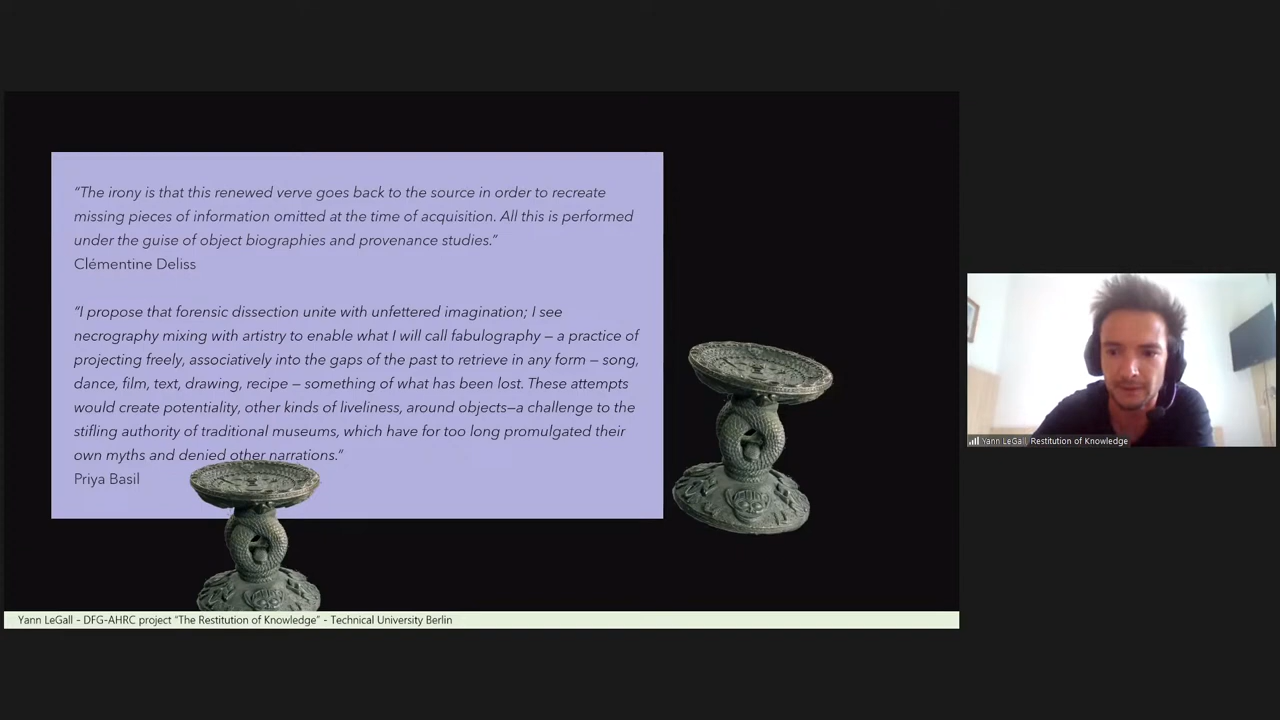 “The irony is that this renewed verve goes back to the source in order to recreate
missing pieces of information omitted at the time of acquisition. All this is performed
under the guise of object biographies and provenance studies.”
Clémentine Deliss
“I propose that forensic dissection unite with unfettered imagination; I see
necrography mixing with artistry to enable what I will call fabulography – a practice of
projecting freely, associatively into the gaps of the past to retrieve in any form – song,
dance, film, text, drawing, recipe – something of what has been lost. These attempts
would create potentiality, other kinds of liveliness, around objects—a challenge to the
stifling authority of traditional museums, which have for too long promulgated their
own myths and denied other narrations.”
Priya Basil
Yann LeGall - DFG-AHRC project “The Restitution of Knowledge” - Technical University Berlin
Yann LeGall, Restitution of Knowledge